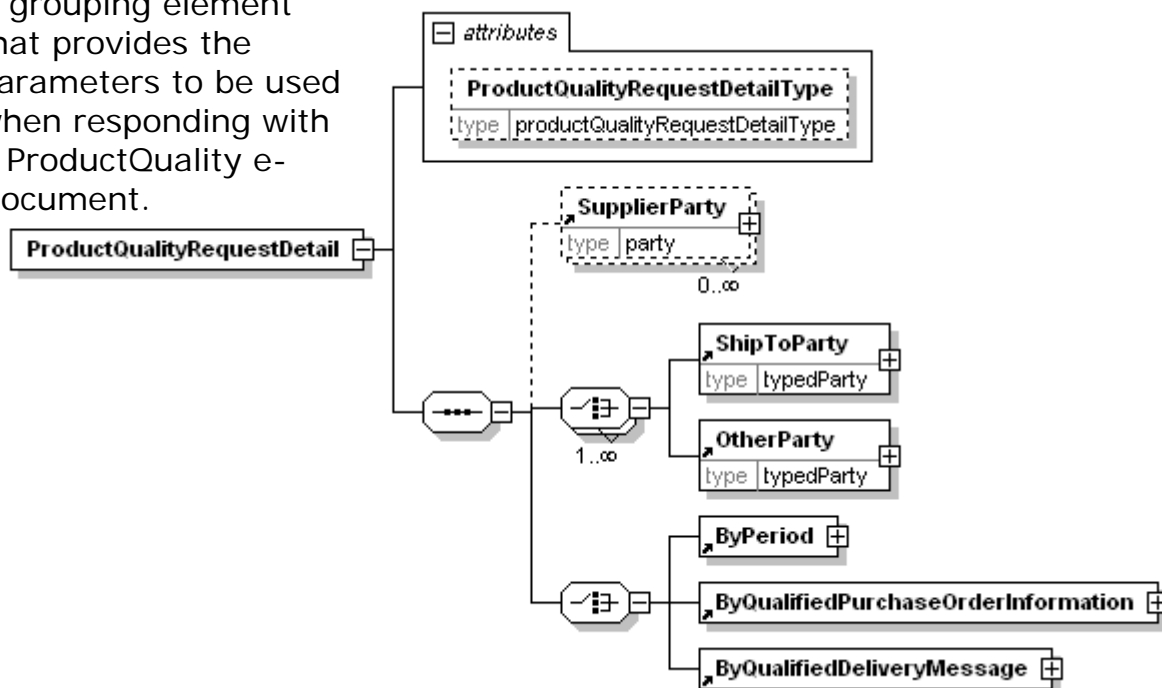 grouping element
hat provides the
arameters to be used
when responding with
ProductQuality e-
ocument.
attributes
ProductQualityRequestDetailType
type productQualityRequestDetailType
SupplierParty
type party
0..∞
ProductQualityRequestDetail
ShipToParty
type typedParty
1..∞
OtherParty
type typedParty
ByPeriod
ByQualifiedPurchaseOrderInformation
ByQualifiedDeliveryMessage